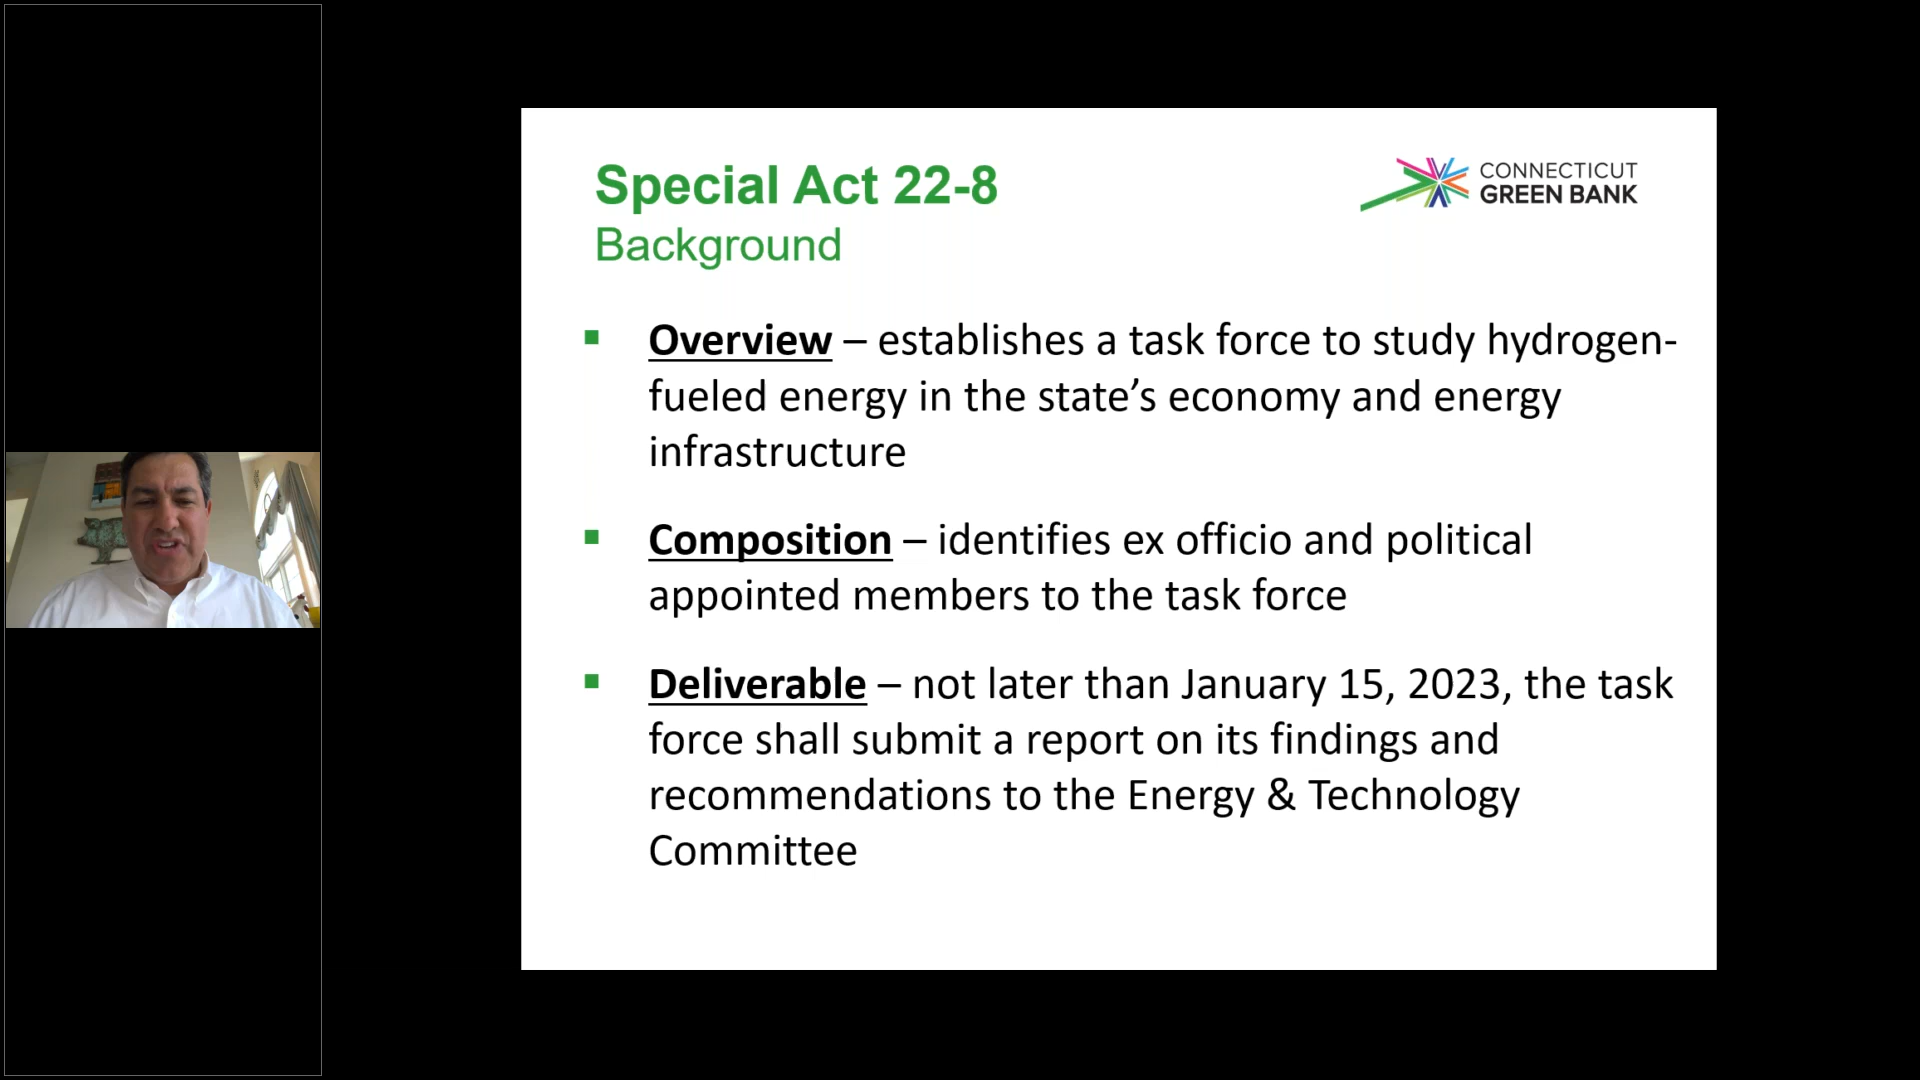 Special Act 22-8
CONNECTICUT
GREEN BANK
Background
▪ Overview – establishes a task force to study hydrogen-
fueled energy in the state’s economy and energy
infrastructure
▪ Composition – identifies ex officio and political
appointed members to the task force
▪ Deliverable – not later than January 15, 2023, the task
force shall submit a report on its findings and
recommendations to the Energy & Technology
Committee